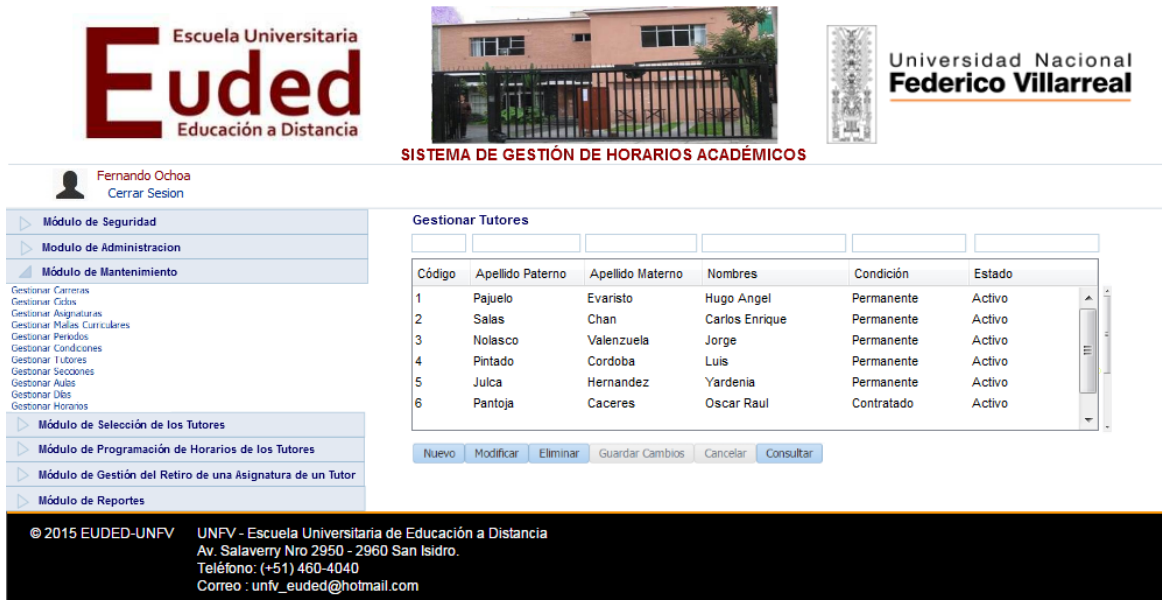 Escuela Universitaria
Euded
Educación a Distancia
Universidad Nacional
Federico Villarreal
SISTEMA DE GESTIÓN DE HORARIOS ACADÉMICOS
Fernando Ochoa
Cerrar Sesion
Módulo de Seguridad
Modulo de Administracion
Módulo de Mantenimiento
Gestionar Carreras
Gestionar Ciclos
Gestionar Asignaturas
Gestionar Mallas Curriculares
Gestionar Periodos
Gestionar Condiciones
Gestionar Tutores
Gestionar Secciones
Gestionar Aulas
Gestionar Días
Gestionar Horarios
Módulo de Selección de los Tutores
Módulo de Programación de Horarios de los Tutores
Módulo de Gestión del Retiro de una Asignatura de un Tutor
Módulo de Reportes
Gestionar Tutores
Código Apellido Paterno Apellido Materno Nombres Condición Estado
1 Pajuelo Evaristo Hugo Angel Permanente Activo
2 Salas Chan Carlos Enrique Permanente Activo
3 Nolasco Valenzuela Jorge Permanente Activo
4 Pintado Cordoba Luis Permanente Activo
5 Julca Hernandez Yardenia Permanente Activo
6 Pantoja Caceres Oscar Raul Contratado Activo
Nuevo Modificar Eliminar Guardar Cambios Cancelar Consultar
© 2015 EUDED-UNFV UNFV - Escuela Universitaria de Educación a Distancia
Av. Salaverry Nro 2950 - 2960 San Isidro.
Teléfono: (+51) 460-4040
Correo : unfv_euded@hotmail.com